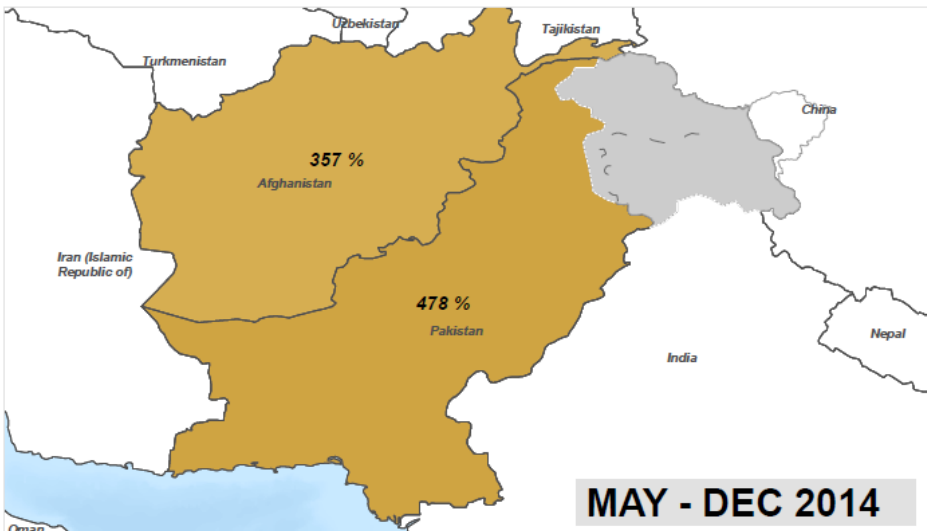 Uzbekistan
Tajikistan
Turkmenistan
China
357 %
Afghanistan
Iran (Islamic
Republic of)
478 %
Pakistan
Nepal
India
MAY - DEC 2014
Oman